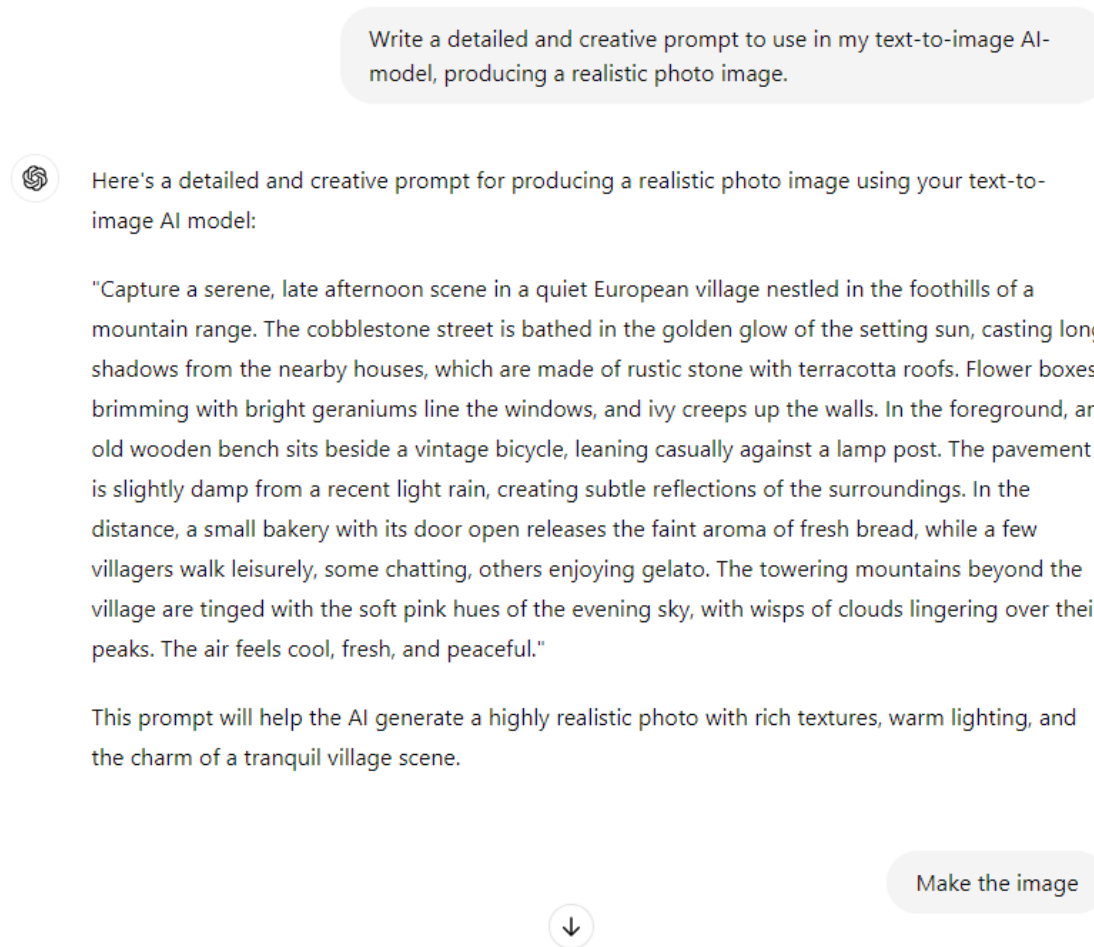 Write a detailed and creative prompt to use in my text-to-image AI-
model, producing a realistic photo image.
Here's a detailed and creative prompt for producing a realistic photo image using your text-to-
image AI model:
"Capture a serene, late afternoon scene in a quiet European village nestled in the foothills of a
mountain range. The cobblestone street is bathed in the golden glow of the setting sun, casting
shadows from the nearby houses, which are made of rustic stone with terracotta roofs. Flower boxes
brimming with bright geraniums line the windows, and ivy creeps up the walls. In the foreground,
old wooden bench sits beside a vintage bicycle, leaning casually against a lamp post. The pavement
is slightly damp from a recent light rain, creating subtle reflections of the surroundings. In the
distance, a small bakery with its door open releases the faint aroma of fresh bread, while a few
villagers walk leisurely, some chatting, others enjoying gelato. The towering mountains beyond the
village are tinged with the soft pink hues of the evening sky, with wisps of clouds lingering over
peaks. The air feels cool, fresh, and peaceful."
This prompt will help the AI generate a highly realistic photo with rich textures, warm lighting, and
the charm of a tranquil village scene.
Make the image